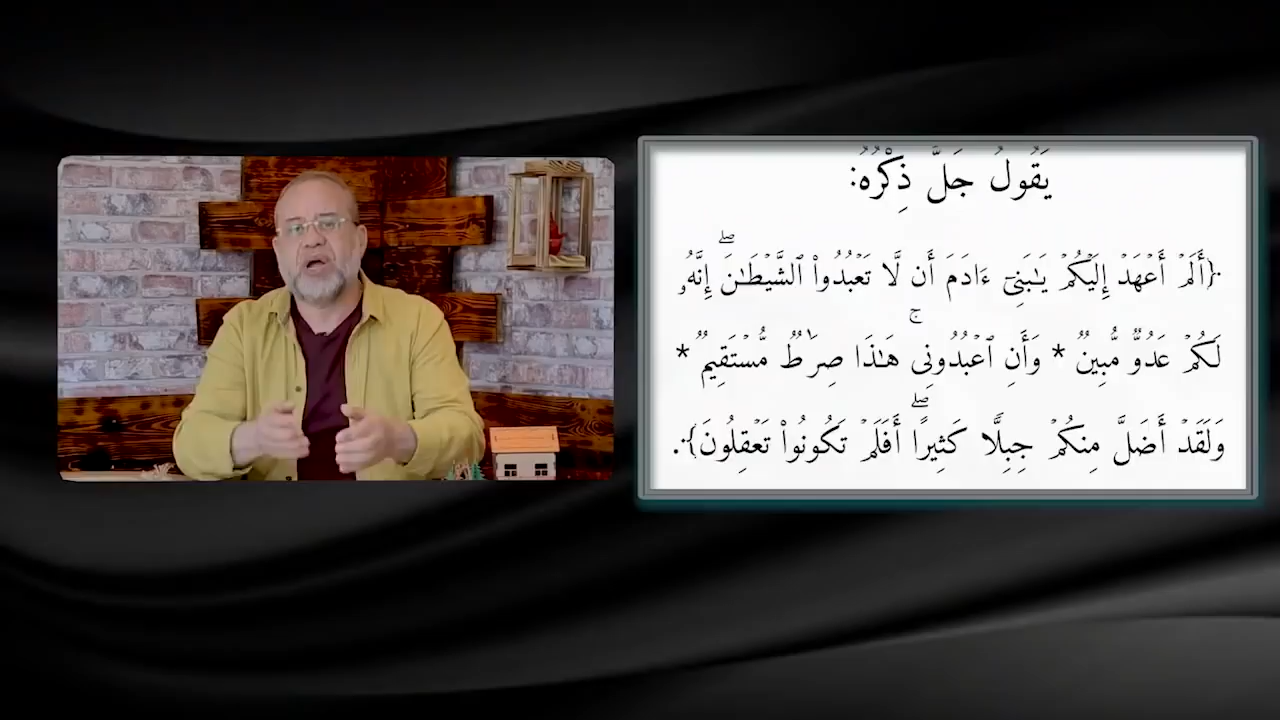 يَقُولُ جَلَّ ذِكْرُهُ:
{أَلَمۡ أَعۡهَدۡ إِلَيۡكُمۡ يَٰبَنِيٓ ءَادَمَ أَن لَّا تَعۡبُدُواْ ٱلشَّيۡطَٰنَۖ إِنَّهُۥ
لَكُمۡ عَدُوّٞ مُّبِينٞ * وَأَنِ ٱعۡبُدُونِيۚ هَٰذَا صِرَٰطٞ مُّسۡتَقِيمٞ *
وَلَقَدۡ أَضَلَّ مِنكُمۡ جِبِلّٗا كَثِيرًاۖ أَفَلَمۡ تَكُونُواْ تَعۡقِلُونَ}.